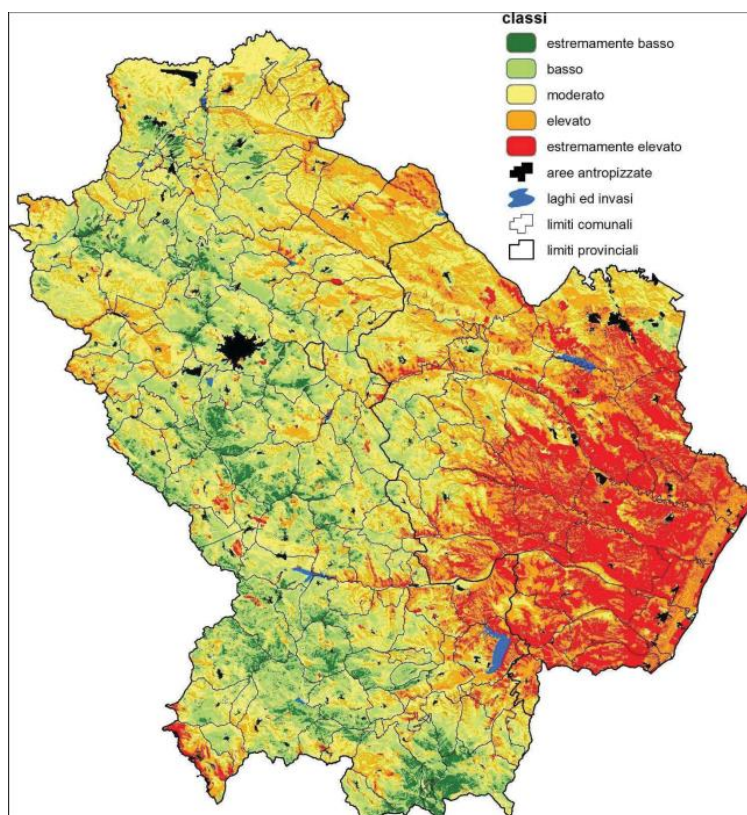 classi
estremamente basso
basso
moderato
elevato
estremamente elevato
aree antropizzate
laghi ed invasi
limiti comunali
limiti provinciali